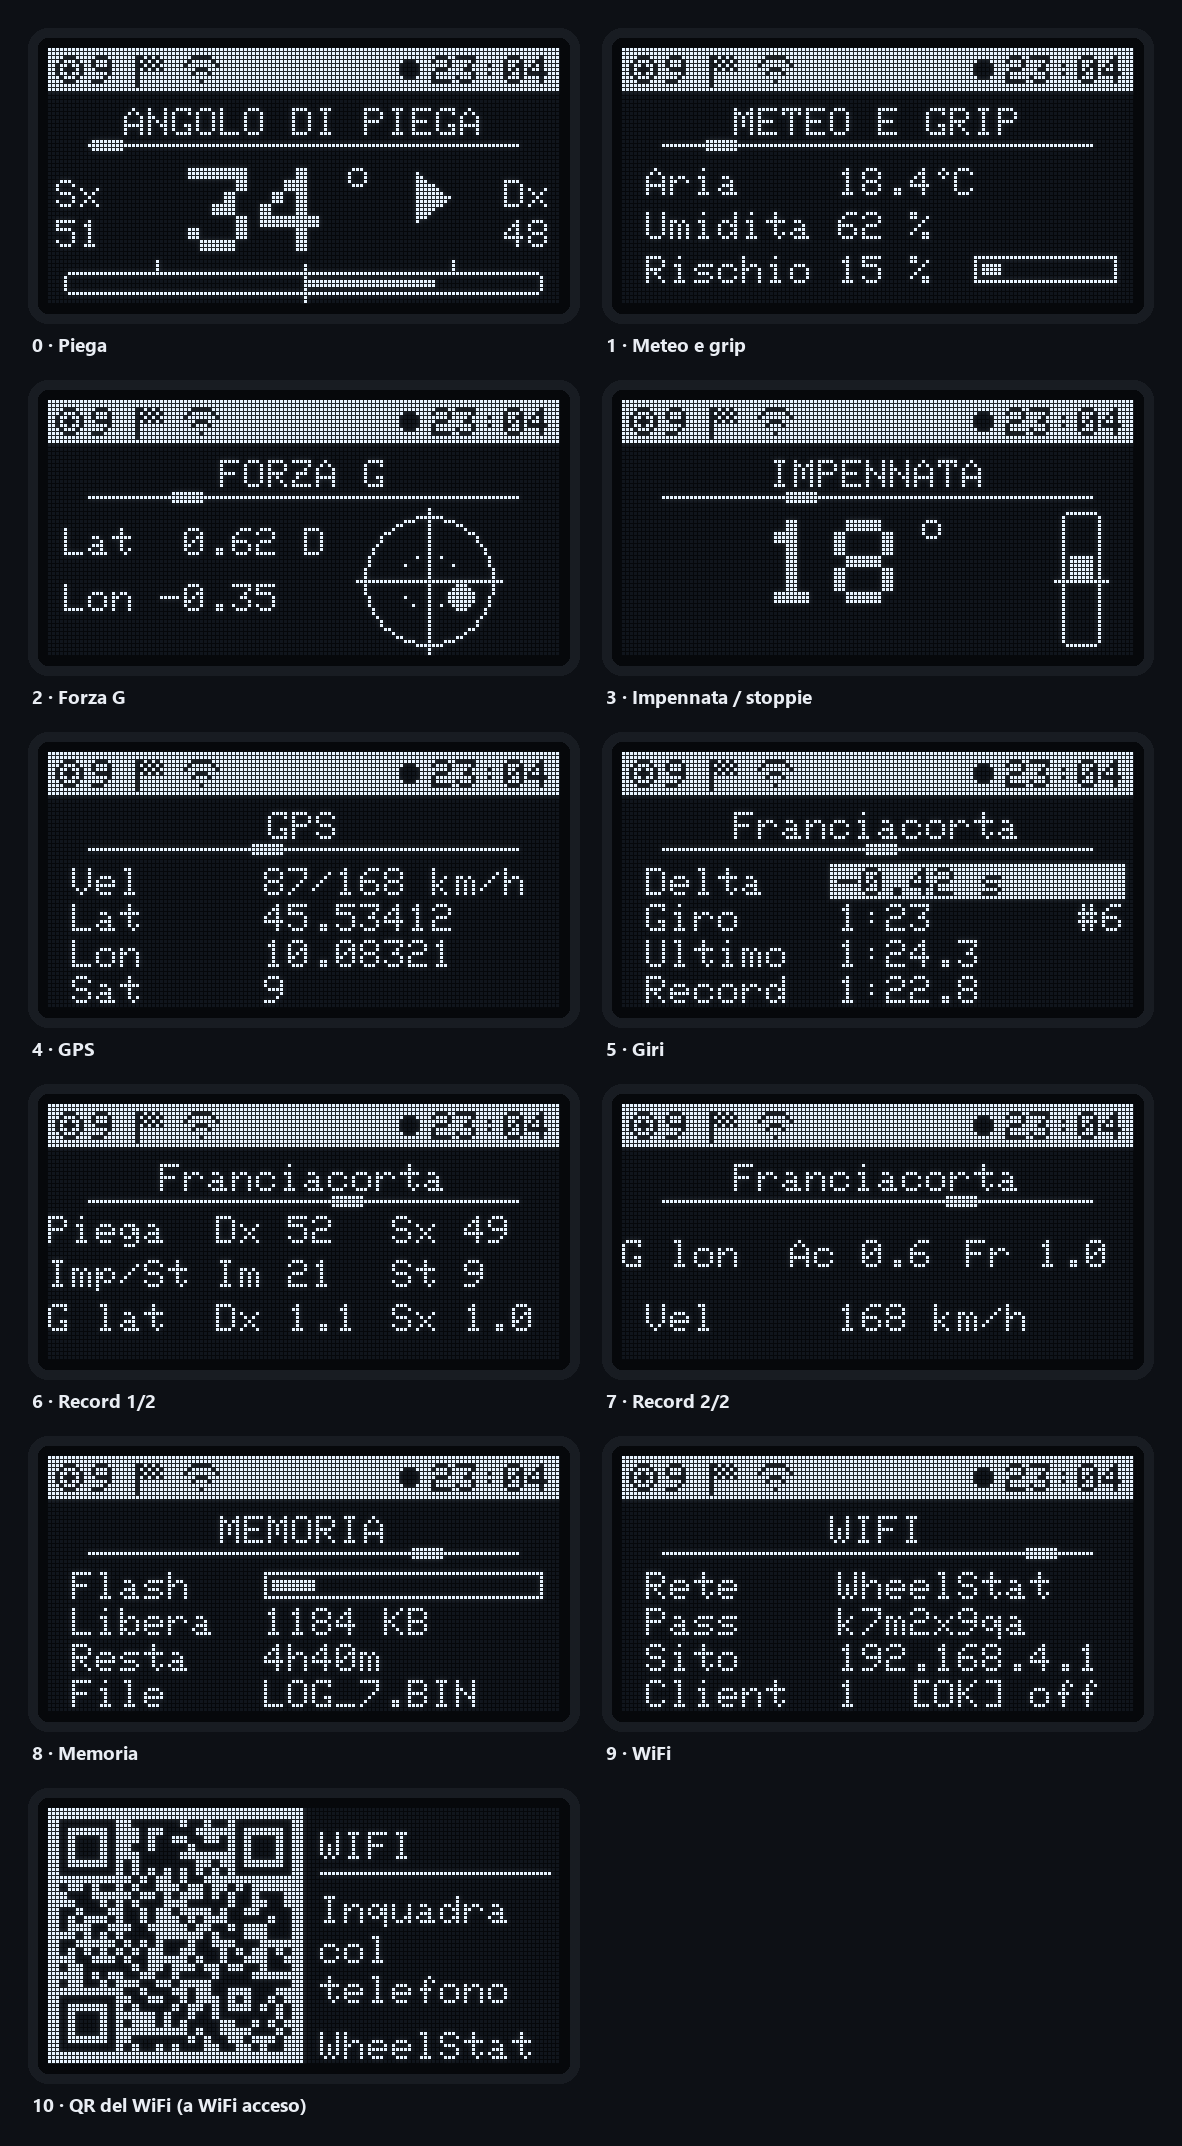 9 23:04
ANGOLO DI PIEGA
Sx 34° Dx
51 48
0 · Piega
9 23:04
METEO E GRIP
Aria 18.4°C
Umidita 62 %
Rischio 15 %
1 · Meteo e grip
9 23:04
FORZA G
Lat 0.62 D
Lon -0.35
2 · Forza G
9 23:04
IMPENNATA
18°
3 · Impennata / stoppie
9 23:04
GPS
Vel 87/168 km/h
Lat 45.53412
Lon 10.08321
Sat 9
4 · GPS
9 23:04
Franciacorta
Delta -0.42 s
Giro 1:23 #6
Ultimo 1:24.3
Record 1:22.8
5 · Giri
9 23:04
Franciacorta
Piega Dx 52 Sx 49
Imp/St Im 21 St 9
G lat Dx 1.1 Sx 1.0
6 · Record 1/2
9 23:04
Franciacorta
G lon Ac 0.6 Fr 1.0
Vel 168 km/h
7 · Record 2/2
9 23:04
MEMORIA
Flash
Libera 1184 KB
Resta 4h40m
File LOG_7.BIN
8 · Memoria
9 23:04
WIFI
Rete WheelStat
Pass k7m2x9qa
Sito 192.168.4.1
Client 1 [OK] off
9 · WiFi
WIFI
Inquadra
col
telefono
WheelStat
10 · QR del WiFi (a WiFi acceso)